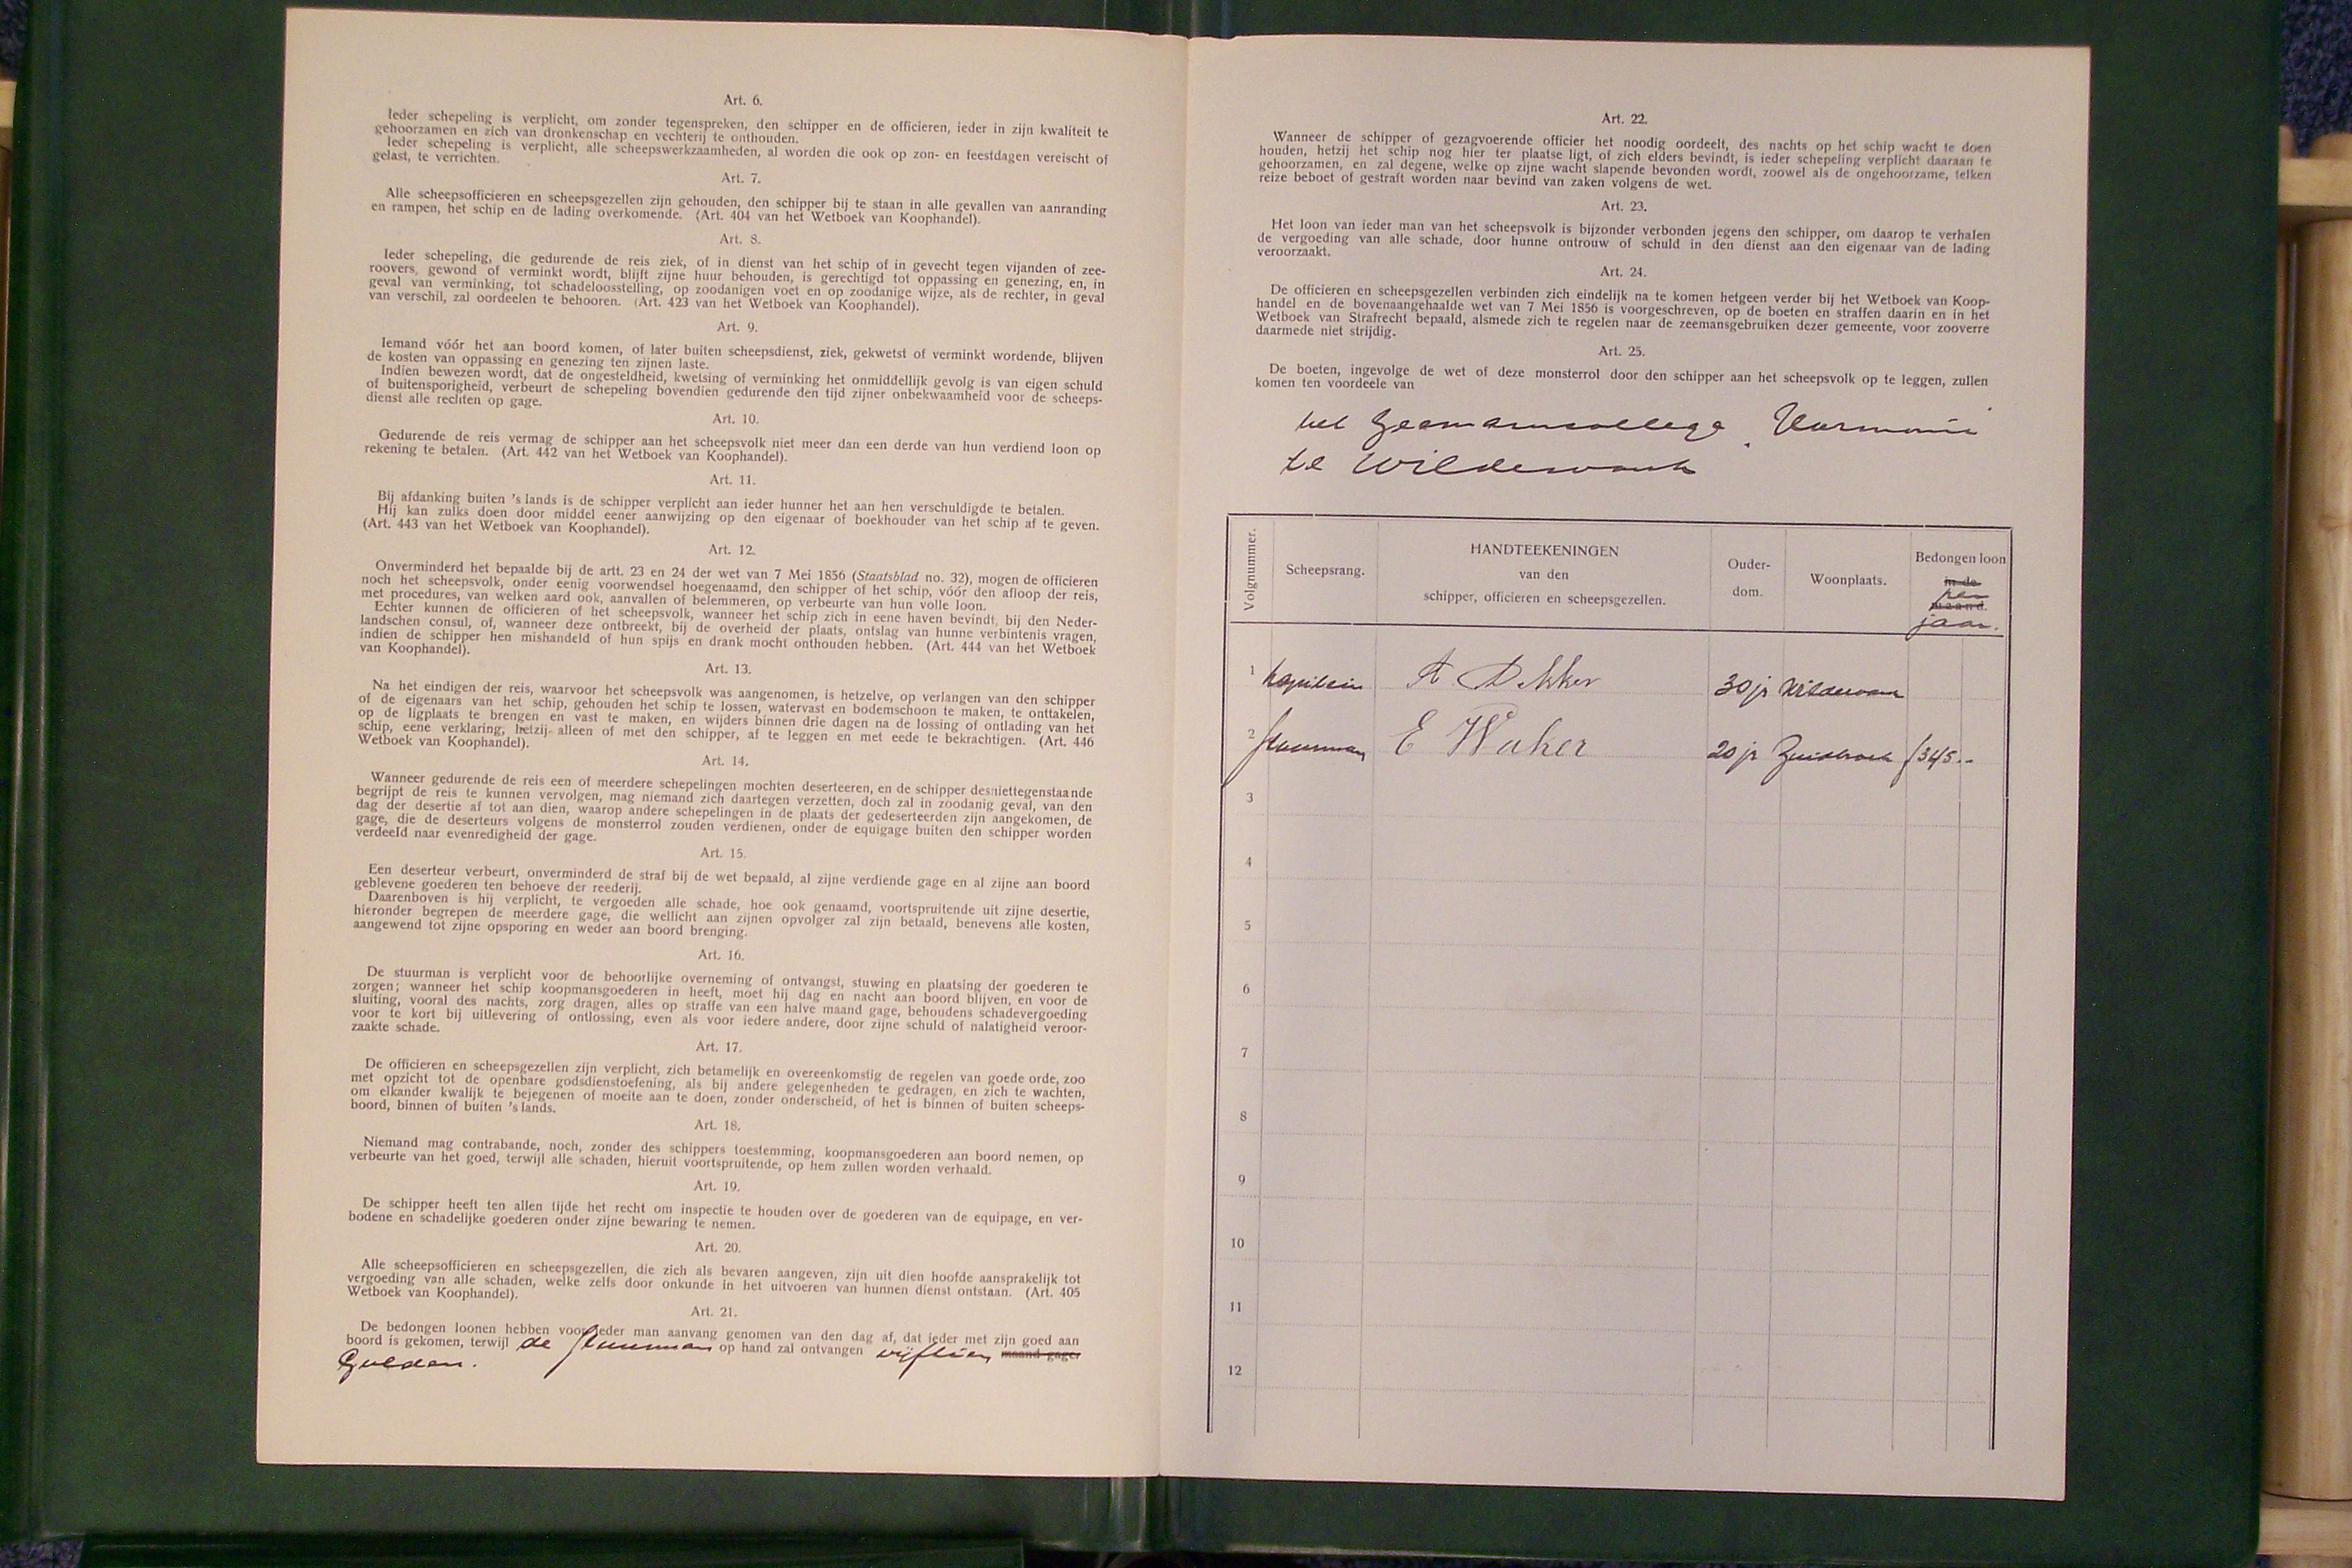 Art. 6.
Ieder schepeling is verplicht, om zonder tegenspreken, den schipper en de officieren, ieder in zijn kwaliteit te
gehoorzamen en zich van dronkenschap en vechterij te onthouden.
Ieder schepeling is verplicht, alle scheepswerkzaamheden, al worden die ook op zon- en feestdagen vereischt of
gelast, te verrichten.
Art. 7.
Alle scheepsofficieren en scheepsgezellen zijn gehouden, den schipper bij te staan in alle gevallen van aanranding
en rampen, het schip en de lading overkomende. (Art. 404 van het Wetboek van Koophandel).
Art. 8.
Ieder schepeling, die gedurende de reis ziek, of in dienst van het schip of in gevecht tegen vijanden of zee-
roovers, gewond of verminkt wordt, blijft zijne huur behouden, is gerechtigd tot oppassing en genezing, en, in
geval van verminking, tot schadeloosstelling, op zoodanigen voet en op zoodanige wijze, als de rechter, in geval
van verschil, zal oordeelen te behooren. (Art. 423 van het Wetboek van Koophandel).
Art. 9.
Iemand vóór het aan boord komen, of later buiten scheepsdienst, ziek, gekwetst of verminkt wordende, blijven
de kosten van oppassing en genezing ten zijnen laste.
Indien bewezen wordt, dat de ongesteldheid, kwetsing of verminking het onmiddellijk gevolg is van eigen schuld
of buitensporigheid, verbeurt de schepeling bovendien gedurende den tijd zijner onbekwaamheid voor de scheeps-
dienst alle rechten op gage.
Art. 10.
Gedurende de reis vermag de schipper aan het scheepsvolk niet meer dan een derde van hun verdiend loon op
rekening te betalen. (Art. 442 van het Wetboek van Koophandel).
Art. 11.
Bij afdanking buiten 's lands is de schipper verplicht aan ieder hunner het aan hen verschuldigde te betalen.
Hij kan zulks doen door middel eener aanwijzing op den eigenaar of boekhouder van het schip af te geven.
(Art. 443 van het Wetboek van Koophandel).
Art. 12.
Onverminderd het bepaalde bij de artt. 23 en 24 der wet van 7 Mei 1856 (Staatsblad no. 32), mogen de officieren
noch het scheepsvolk, onder eenig voorwendsel hoegenaamd, den schipper of het schip, vóór den afloop der reis,
met procedures, van welken aard ook, aanvallen of belemmeren, op verbeurte van hun volle loon.
Echter kunnen de officieren of het scheepsvolk, wanneer het schip zich in eene haven bevindt, bij den Neder-
landschen consul, of, wanneer deze ontbreekt, bij de overheid der plaats, ontslag van hunne verbintenis vragen,
indien de schipper hen mishandeld of hun spijs en drank mocht onthouden hebben. (Art. 444 van het Wetboek
van Koophandel).
Art. 13.
Na het eindigen der reis, waarvoor het scheepsvolk was aangenomen, is hetzelve, op verlangen van den schipper
of de eigenaars van het schip, gehouden het schip te lossen, watervast en bodemschoon te maken, te onttakelen,
op de ligplaats te brengen en vast te maken, en wijders binnen drie dagen na de lossing of ontlading van het
schip, eene verklaring, hetzij alleen of met den schipper, af te leggen en met eede te bekrachtigen. (Art. 446
Wetboek van Koophandel).
Art. 14.
Wanneer gedurende de reis een of meerdere schepelingen mochten deserteeren, en de schipper desniettegenstaande
begrijpt de reis te kunnen vervolgen, mag niemand zich daartegen verzetten, doch zal in zoodanig geval, van den
dag der desertie af tot aan dien, waarop andere schepelingen in de plaats der gedeserteerden zijn aangekomen, de
gage, die de deserteurs volgens de monsterrol zouden verdienen, onder de equigage buiten den schipper worden
verdeeld naar evenredigheid der gage.
Art. 15.
Een deserteur verbeurt, onverminderd de straf bij de wet bepaald, al zijne verdiende gage en al zijne aan boord
geblevene goederen ten behoeve der reederij.
Daarenboven is hij verplicht, te vergoeden alle schade, hoe ook genaamd, voortspruitende uit zijne desertie,
hieronder begrepen de meerdere gage, die wellicht aan zijnen opvolger zal zijn betaald, benevens alle kosten,
aangewend tot zijne opsporing en weder aan boord brenging.
Art. 16.
De stuurman is verplicht voor de behoorlijke overneming of ontvangst, stuwing en plaatsing der goederen te
zorgen; wanneer het schip koopmansgoederen in heeft, moet hij dag en nacht aan boord blijven, en voor de
sluiting, vooral des nachts, zorg dragen, alles op straffe van een halve maand gage, behoudens schadevergoeding
voor te kort bij uitlevering of ontlossing, even als voor iedere andere, door zijne schuld of nalatigheid veroor-
zaakte schade.
Art. 17.
De officieren en scheepsgezellen zijn verplicht, zich betamelijk en overeenkomstig de regelen van goede orde, zoo
met opzicht tot de openbare godsdienstoefening, als bij andere gelegenheden te gedragen, en zich te wachten,
om elkander kwalijk te bejegenen of moeite aan te doen, zonder onderscheid, of het is binnen of buiten scheeps-
boord, binnen of buiten 's lands.
Art. 18.
Niemand mag contrabande, noch, zonder des schippers toestemming, koopmansgoederen aan boord nemen, op
verbeurte van het goed, terwijl alle schaden, hieruit voortspruitende, op hem zullen worden verhaald.
Art. 19.
De schipper heeft ten allen tijde het recht om inspectie te houden over de goederen van de equipage, en ver-
bodene en schadelijke goederen onder zijne bewaring te nemen.
Art. 20.
Alle scheepsofficieren en scheepsgezellen, die zich als bevaren aangeven, zijn uit dien hoofde aansprakelijk tot
vergoeding van alle schaden, welke zelfs door onkunde in het uitvoeren van hunnen dienst ontstaan. (Art. 405
Wetboek van Koophandel).
Art. 21.
De bedongen loonen hebben voor ieder man aanvang genomen van den dag af, dat ieder met zijn goed aan
boord is gekomen, terwijl de stuurman op hand zal ontvangen vijftien maand gage.
Gulden.
Art. 22.
Wanneer de schipper of gezagvoerende officier het noodig oordeelt, des nachts op het schip wacht te doen
houden, hetzij het schip nog hier ter plaatse ligt, of zich elders bevindt, is ieder schepeling verplicht daaraan te
gehoorzamen, en zal degene, welke op zijne wacht slapende bevonden wordt, zoowel als de ongehoorzame, telken
reize beboet of gestraft worden naar bevind van zaken volgens de wet.
Art. 23.
Het loon van ieder man van het scheepsvolk is bijzonder verbonden jegens den schipper, om daarop te verhalen
de vergoeding van alle schade, door hunne ontrouw of schuld in den dienst aan den eigenaar van de lading
veroorzaakt.
Art. 24.
De officieren en scheepsgezellen verbinden zich eindelijk na te komen hetgeen verder bij het Wetboek van Koop-
handel en de bovenaangehaalde wet van 7 Mei 1856 is voorgeschreven, op de boeten en straffen daarin en in het
Wetboek van Strafrecht bepaald, alsmede zich te regelen naar de zeemansgebruiken dezer gemeente, voor zooverre
daarmede niet strijdig.
Art. 25.
De boeten, ingevolge de wet of deze monsterrol door den schipper aan het scheepsvolk op te leggen, zullen
komen ten voordeele van
het Zeemanscollege
te Wildervank
Volgnummer. Scheepsrang. HANDTEEKENINGEN van den schipper, officieren en scheepsgezellen. Ouder-dom. Woonplaats. Bedongen loon in de maand. per jaar.
1 Kapitein A Dekker 30 jr Wildervank
2 Stuurman E Waker 20 jr Zuidbroek f 345.-
3
4
5
6
7
8
9
10
11
12